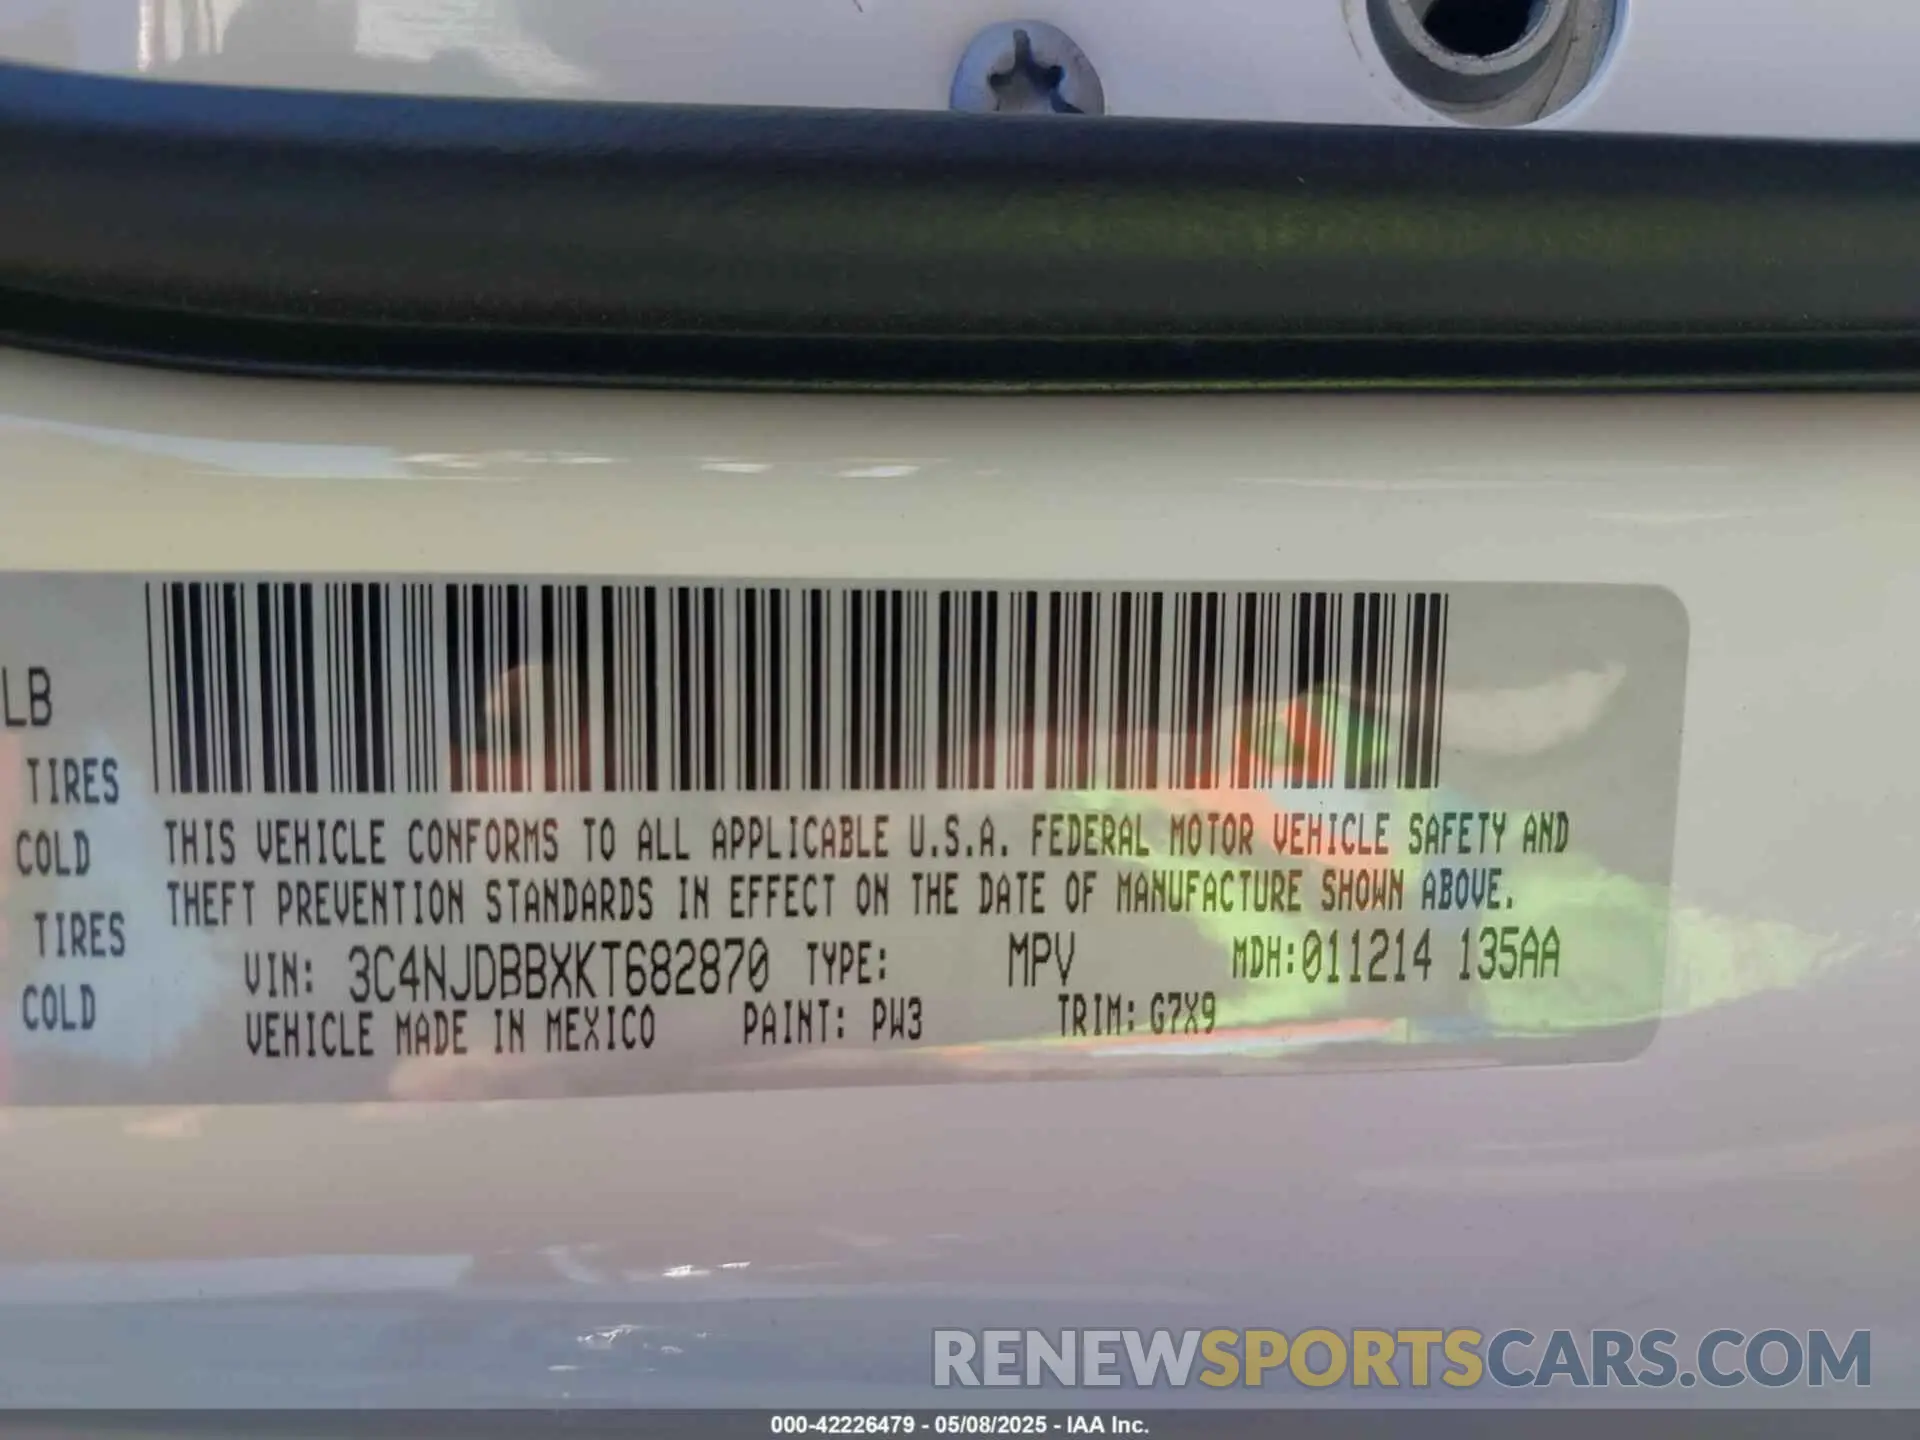 LB
TIRES
COLD
TIRES
COLD
THIS VEHICLE CONFORMS TO ALL APPLICABLE U.S.A. FEDERAL MOTOR VEHICLE SAFETY AND
THEFT PREVENTION STANDARDS IN EFFECT ON THE DATE OF MANUFACTURE SHOWN ABOVE.
VIN: 3C4NJDBBXKT682870 TYPE: MPV MDH:011214 135AA
VEHICLE MADE IN MEXICO PAINT: PW3 TRIM: G7X9
RENEWSPORTSCARS.COM
000-42226479 - 05/08/2025 - IAA Inc.